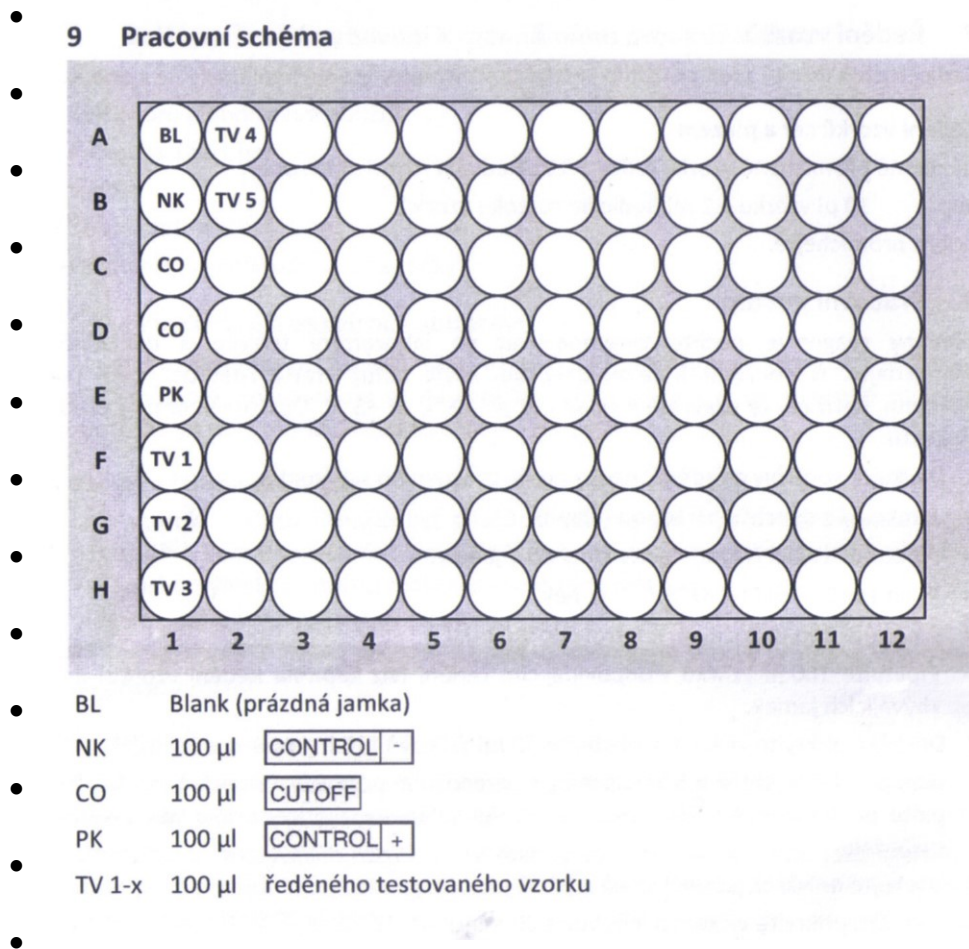 9 Pracovní schéma
A BL TV 4
B NK TV 5
C CO
D CO
E PK
F TV 1
G TV 2
H TV 3
1 2 3 4 5 6 7 8 9 10 11 12
BL Blank (prázdná jamka)
NK 100 µl CONTROL -
CO 100 µl CUTOFF
PK 100 µl CONTROL +
TV 1-x 100 µl ředěného testovaného vzorku